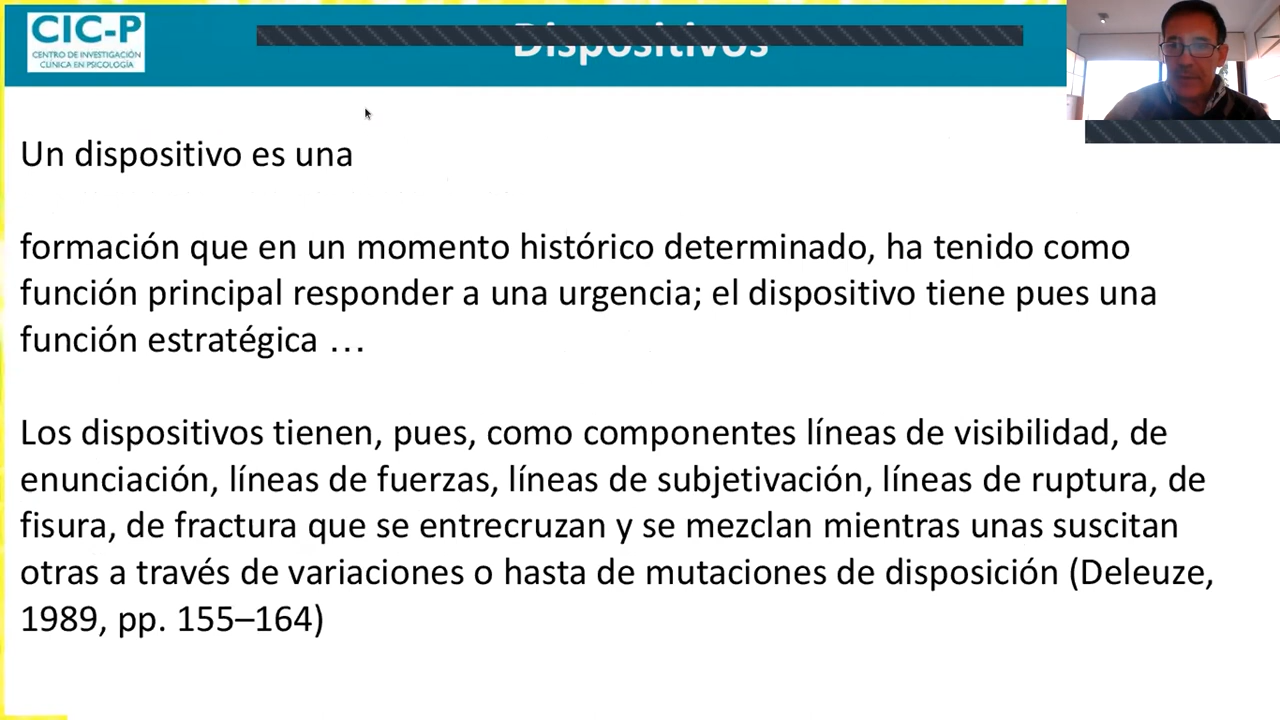 CIC-P
CENTRO DE INVESTIGACIÓN
CLÍNICA EN PSICOLOGÍA
Dispositivos
Un dispositivo es una
formación que en un momento histórico determinado, ha tenido como
función principal responder a una urgencia; el dispositivo tiene pues una
función estratégica …
Los dispositivos tienen, pues, como componentes líneas de visibilidad, de
enunciación, líneas de fuerzas, líneas de subjetivación, líneas de ruptura, de
fisura, de fractura que se entrecruzan y se mezclan mientras unas suscitan
otras a través de variaciones o hasta de mutaciones de disposición (Deleuze,
1989, pp. 155–164)